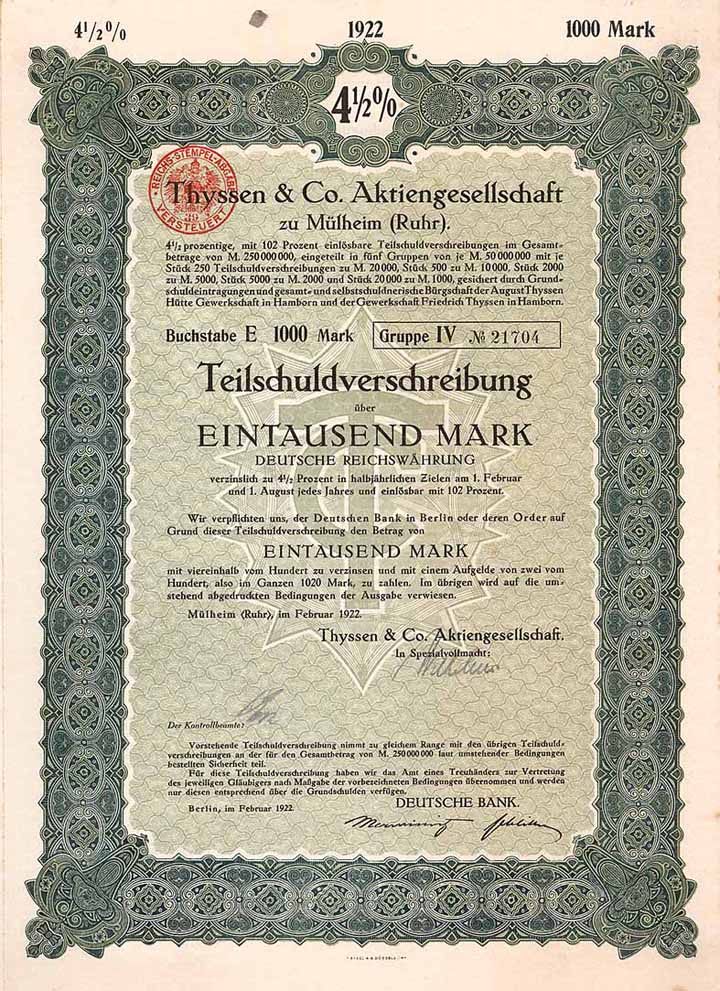 4½% 1922 1000 Mark
4½%
REICHS-STEMPEL-ABGABE
VERSTEUERT
Thyssen & Co. Aktiengesellschaft
zu Mülheim (Ruhr).
4½ prozentige, mit 102 Prozent einlösbare Teilschuldverschreibungen im Gesamt-
betrage von M. 250 000 000, eingeteilt in fünf Gruppen von je M. 50 000 000 mit je
Stück 250 Teilschuldverschreibungen zu M. 20 000, Stück 500 zu M. 10 000, Stück 2000
zu M. 5000, Stück 5000 zu M. 2000 und Stück 20 000 zu M. 1000, gesichert durch Grund-
schuldeintragungen und gesamt- und selbstschuldnerische Bürgschaft der August Thyssen
Hütte Gewerkschaft in Hamborn und der Gewerkschaft Friedrich Thyssen in Hamborn.
Buchstabe E 1000 Mark Gruppe IV № 21704
Teilschuldverschreibung
über
EINTAUSEND MARK
DEUTSCHE REICHSWÄHRUNG
verzinslich zu 4½ Prozent in halbjährlichen Zielen am 1. Februar
und 1. August jedes Jahres und einlösbar mit 102 Prozent.
Wir verpflichten uns, der Deutschen Bank in Berlin oder deren Order auf
Grund dieser Teilschuldverschreibung den Betrag von
EINTAUSEND MARK
mit viereinhalb vom Hundert zu verzinsen und mit einem Aufgelde von zwei vom
Hundert, also im Ganzen 1020 Mark, zu zahlen. Im übrigen wird auf die um-
stehend abgedruckten Bedingungen der Ausgabe verwiesen.
Mülheim (Ruhr), im Februar 1922.
Thyssen & Co. Aktiengesellschaft.
In Spezialvollmacht:
Der Kontrollbeamte:
Vorstehende Teilschuldverschreibung nimmt zu gleichem Range mit den übrigen Teilschuld-
verschreibungen an der für den Gesamtbetrag von M. 250 000 000 laut umstehender Bedingungen
bestellten Sicherheit teil.
Für diese Teilschuldverschreibung haben wir das Amt eines Treuhänders zur Vertretung
des jeweiligen Gläubigers nach Maßgabe der vorbezeichneten Bedingungen übernommen und werden
nur diesen entsprechend über die Grundschulden verfügen.
Berlin, im Februar 1922.
DEUTSCHE BANK.